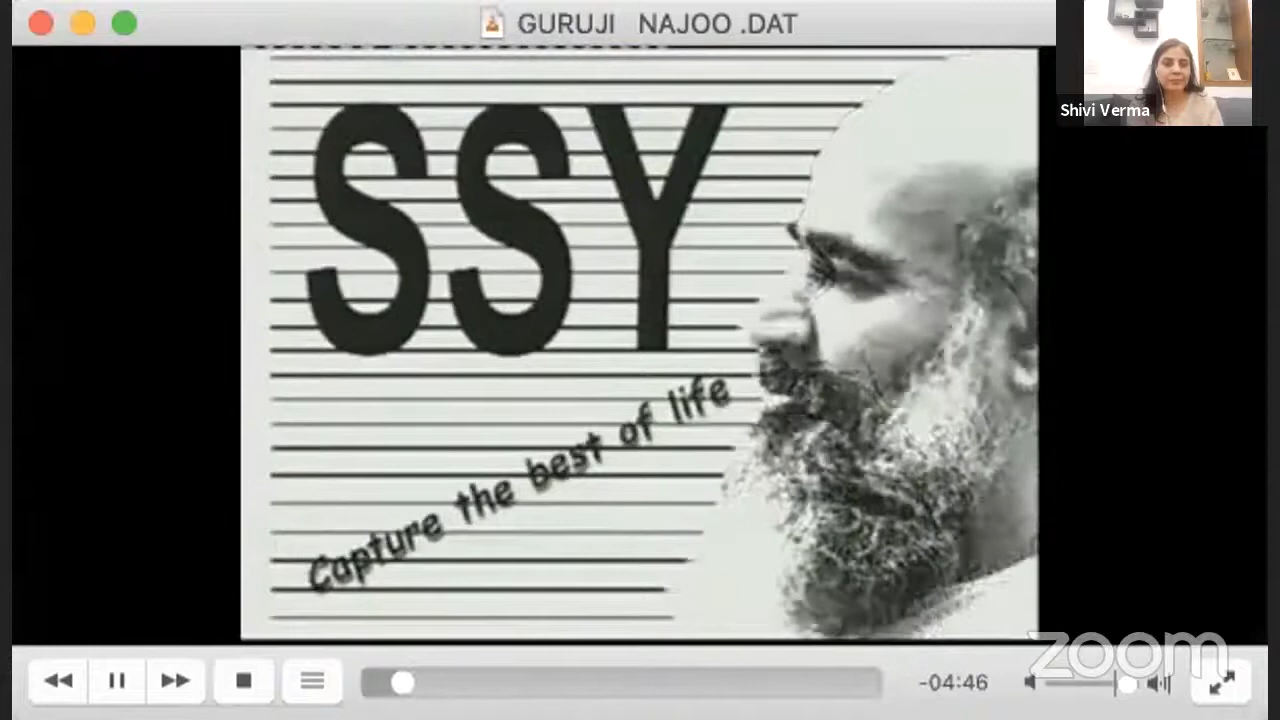 GURUJI NAJOO .DAT
Shivi Verma
SSY
Capture the best of life
-04:46
zoom